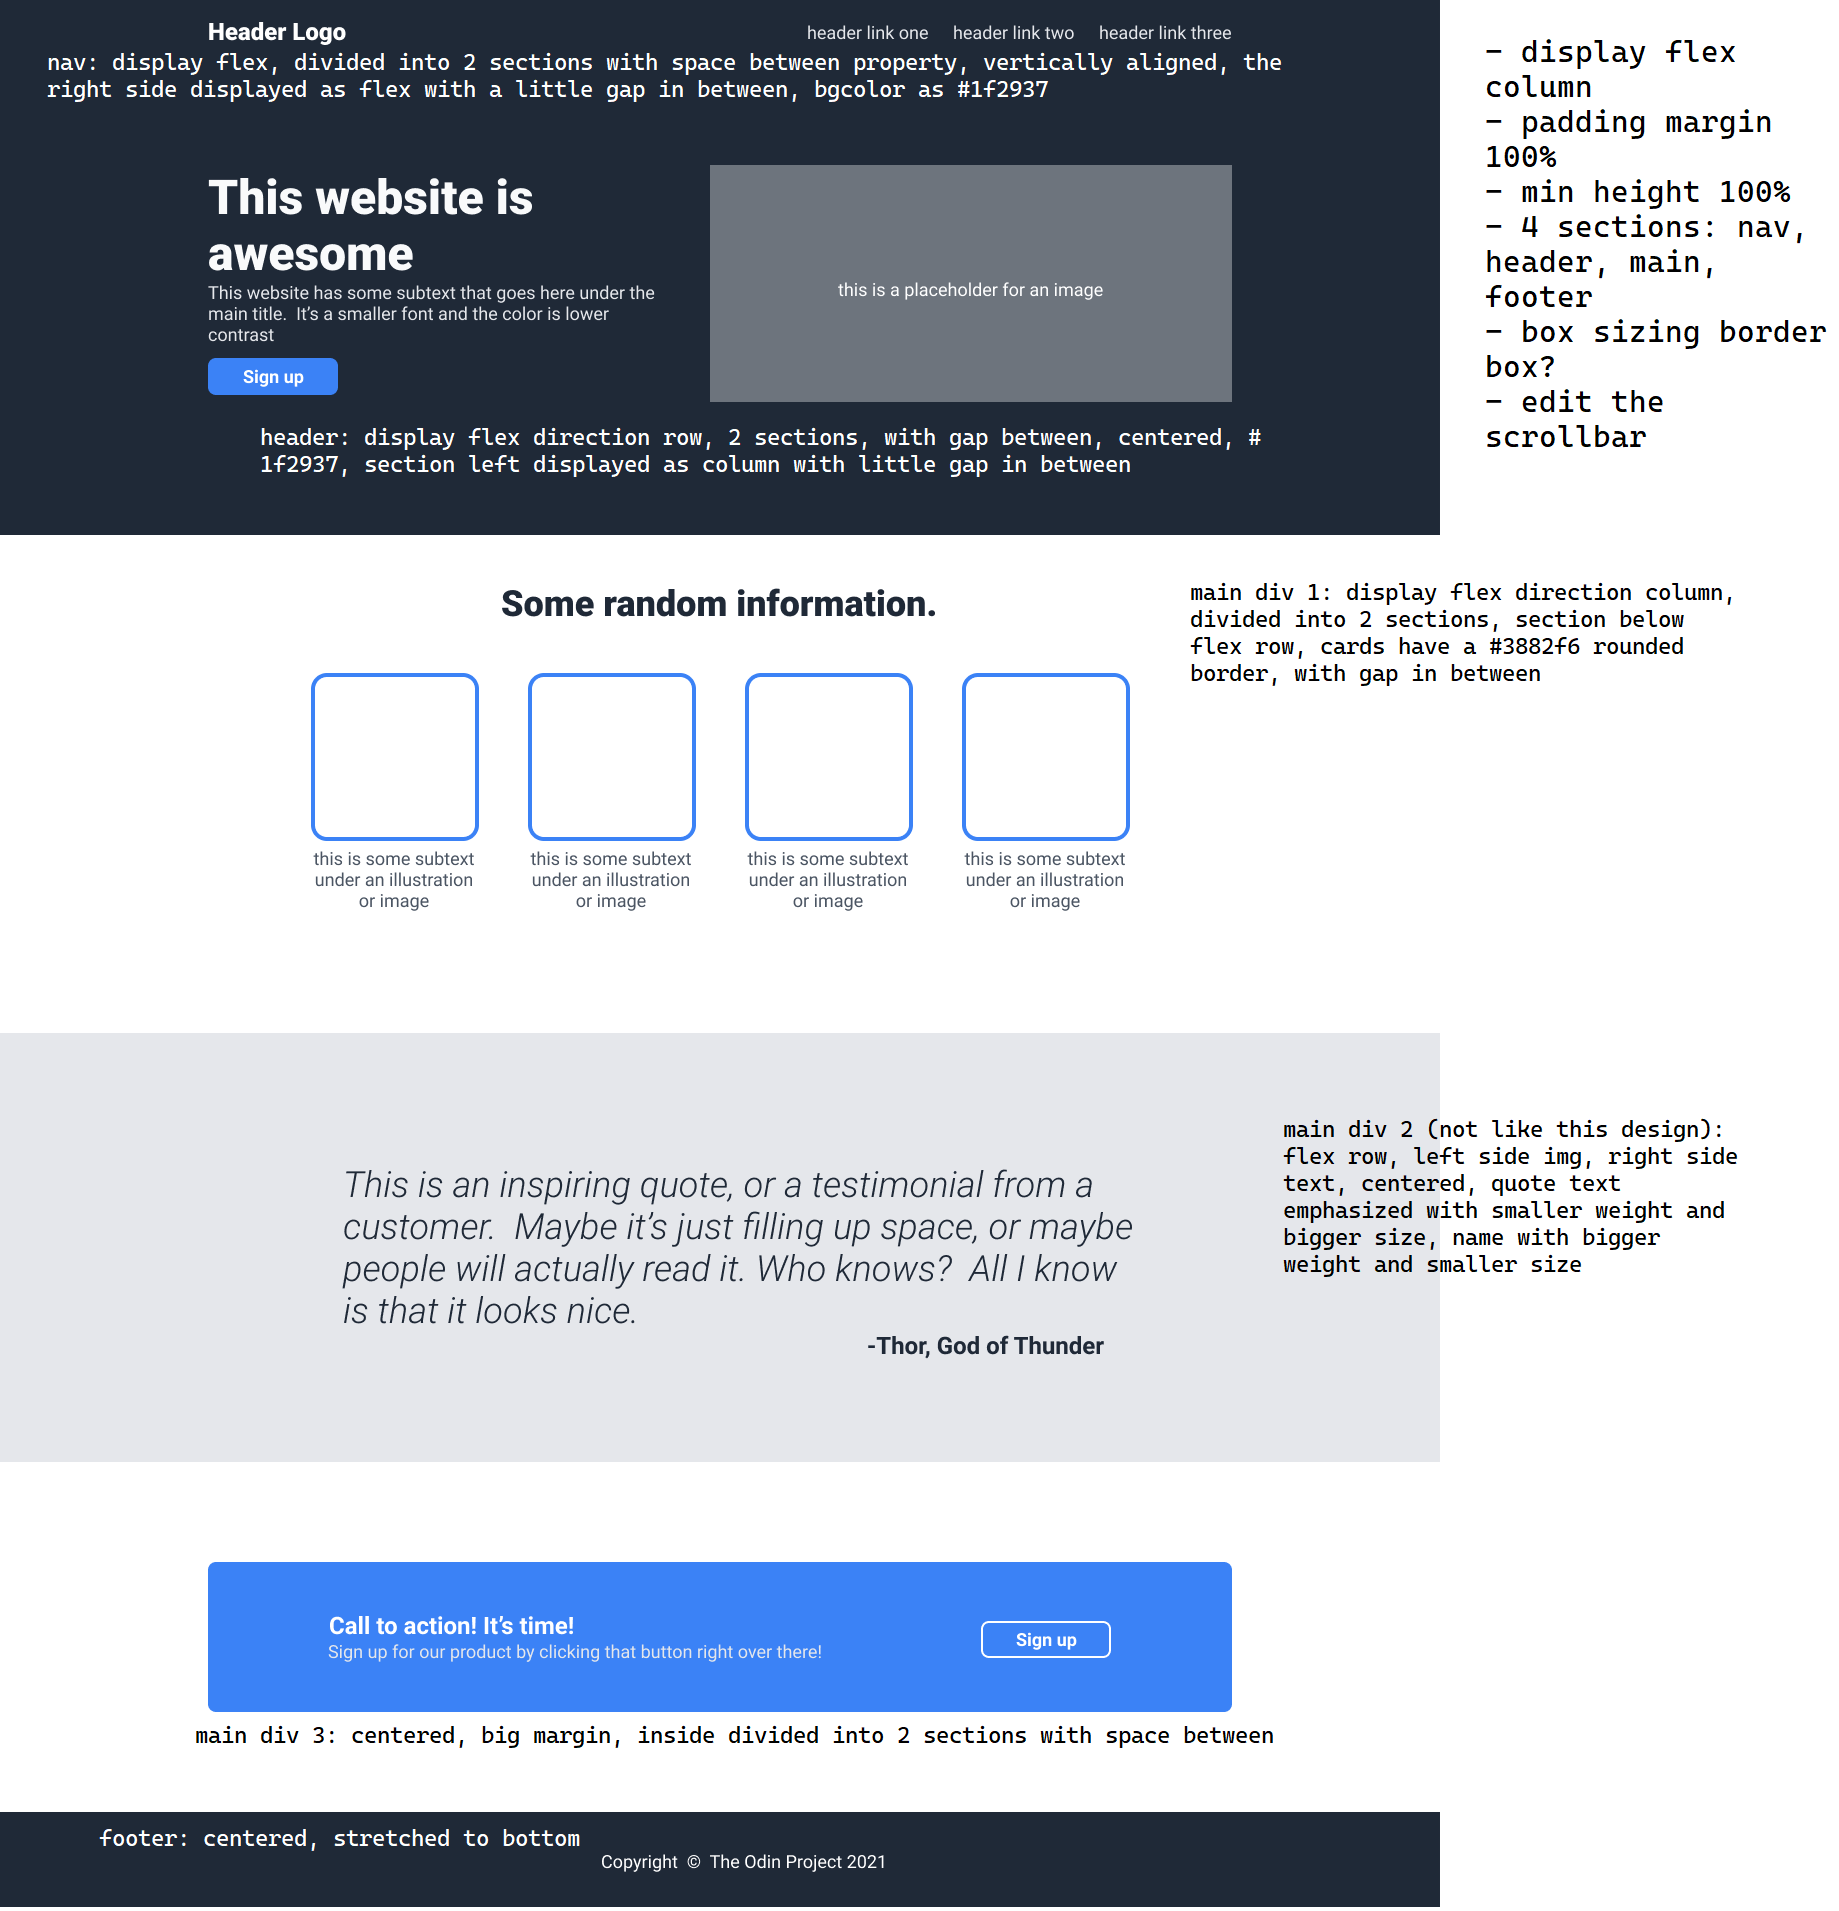 Header Logo
header link one
header link two
header link three
nav: display flex, divided into 2 sections with space between property, vertically aligned, the
right side displayed as flex with a little gap in between, bgcolor as #1f2937
- display flex
column
- padding margin
100%
- min height 100%
- 4 sections: nav,
header, main,
footer
- box sizing border
box?
- edit the
scrollbar
This website is
awesome
This website has some subtext that goes here under the
main title.  It’s a smaller font and the color is lower
contrast
Sign up
this is a placeholder for an image
header: display flex direction row, 2 sections, with gap between, centered, #
1f2937, section left displayed as column with little gap in between
Some random information.
main div 1: display flex direction column,
divided into 2 sections, section below
flex row, cards have a #3882f6 rounded
border, with gap in between
this is some subtext
under an illustration
or image
this is some subtext
under an illustration
or image
this is some subtext
under an illustration
or image
this is some subtext
under an illustration
or image
This is an inspiring quote, or a testimonial from a
customer.  Maybe it’s just filling up space, or maybe
people will actually read it. Who knows?  All I know
is that it looks nice.
-Thor, God of Thunder
main div 2 (not like this design):
flex row, left side img, right side
text, centered, quote text
emphasized with smaller weight and
bigger size, name with bigger
weight and smaller size
Call to action! It’s time!
Sign up for our product by clicking that button right over there!
Sign up
main div 3: centered, big margin, inside divided into 2 sections with space between
footer: centered, stretched to bottom
Copyright © The Odin Project 2021